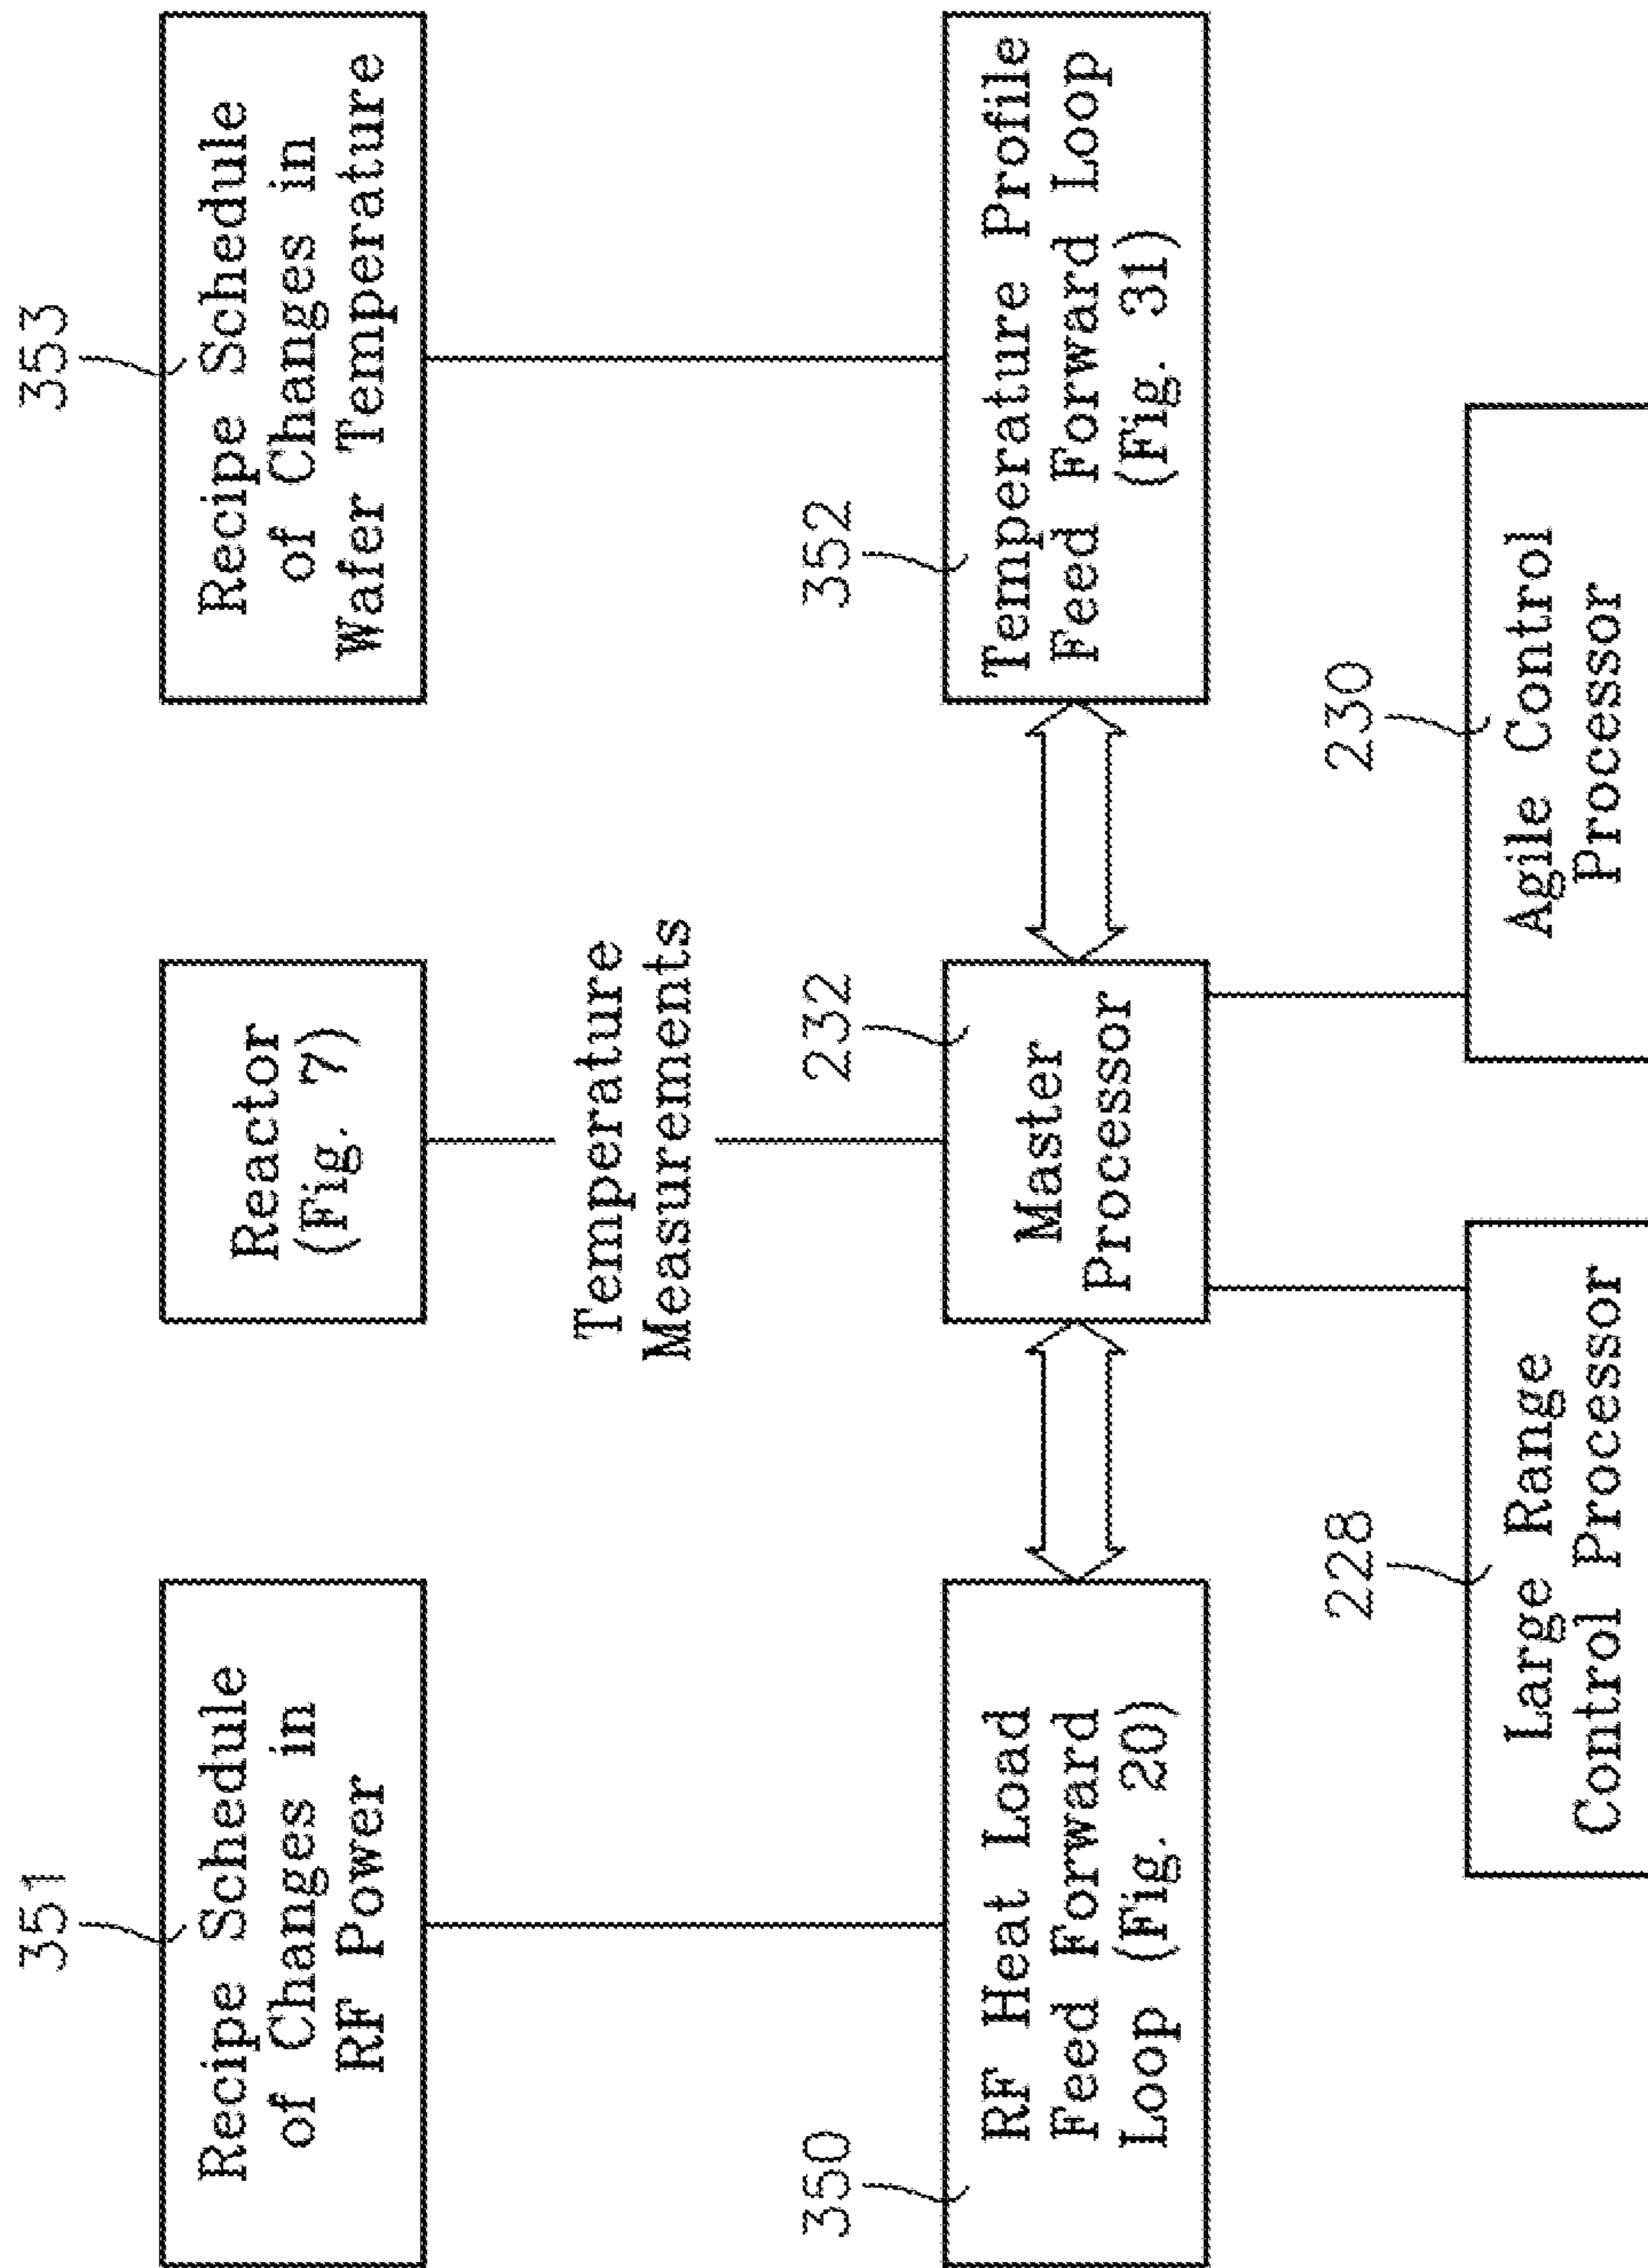 351
Recipe Schedule
of Changes in
RF Power
Reactor
(Fig. 7)
353
Recipe Schedule
of Changes in
Wafer Temperature
Temperature
Measurements
350
RF Heat Load
Feed Forward
Loop (Fig. 20)
232
Master
Processor
352
Temperature Profile
Feed Forward Loop
(Fig. 31)
228
Large Range
Control Processor
230
Agile Control
Processor